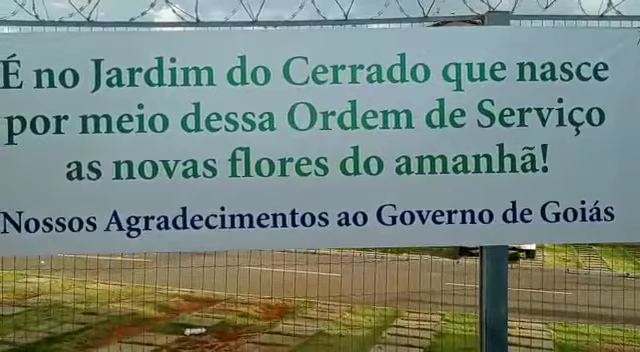 É no Jardim do Cerrado que nasce
por meio dessa Ordem de Serviço
as novas flores do amanhã!
Nossos Agradecimentos ao Governo de Goiás